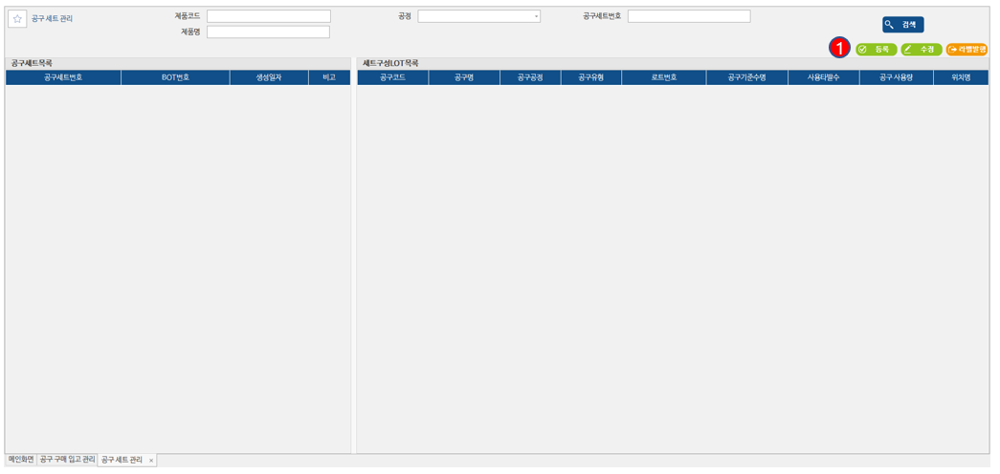 공구 세트 관리 제품코드 공정 공구세트번호 검색
제품명
1 등록 수정 라벨발행
공구세트목록 세트구성LOT목록
공구세트번호 BOT번호 생성일자 비고 공구코드 공구명 공구공정 공구유형 로트번호 공구기준수명 사용타발수 공구 사용량 위치명
메인화면 공구 구매 입고 관리 공구 세트 관리 ×